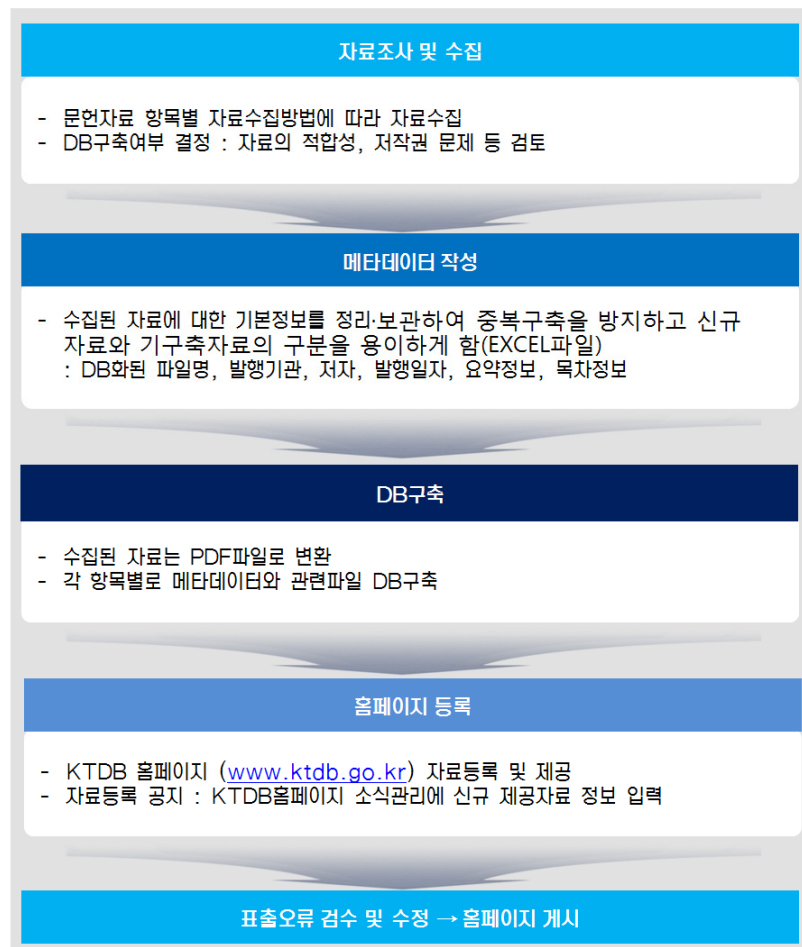 자료조사 및 수집
- 문헌자료 항목별 자료수집방법에 따라 자료수집
- DB구축여부 결정 : 자료의 적합성, 저작권 문제 등 검토
메타데이터 작성
- 수집된 자료에 대한 기본정보를 정리·보관하여 중복구축을 방지하고 신규
자료와 기구축자료의 구분을 용이하게 함(EXCEL파일)
: DB화된 파일명, 발행기관, 저자, 발행일자, 요약정보, 목차정보
DB구축
- 수집된 자료는 PDF파일로 변환
- 각 항목별로 메타데이터와 관련파일 DB구축
홈페이지 등록
- KTDB 홈페이지 (www.ktdb.go.kr) 자료등록 및 제공
- 자료등록 공지 : KTDB홈페이지 소식관리에 신규 제공자료 정보 입력
표출오류 검수 및 수정 → 홈페이지 게시